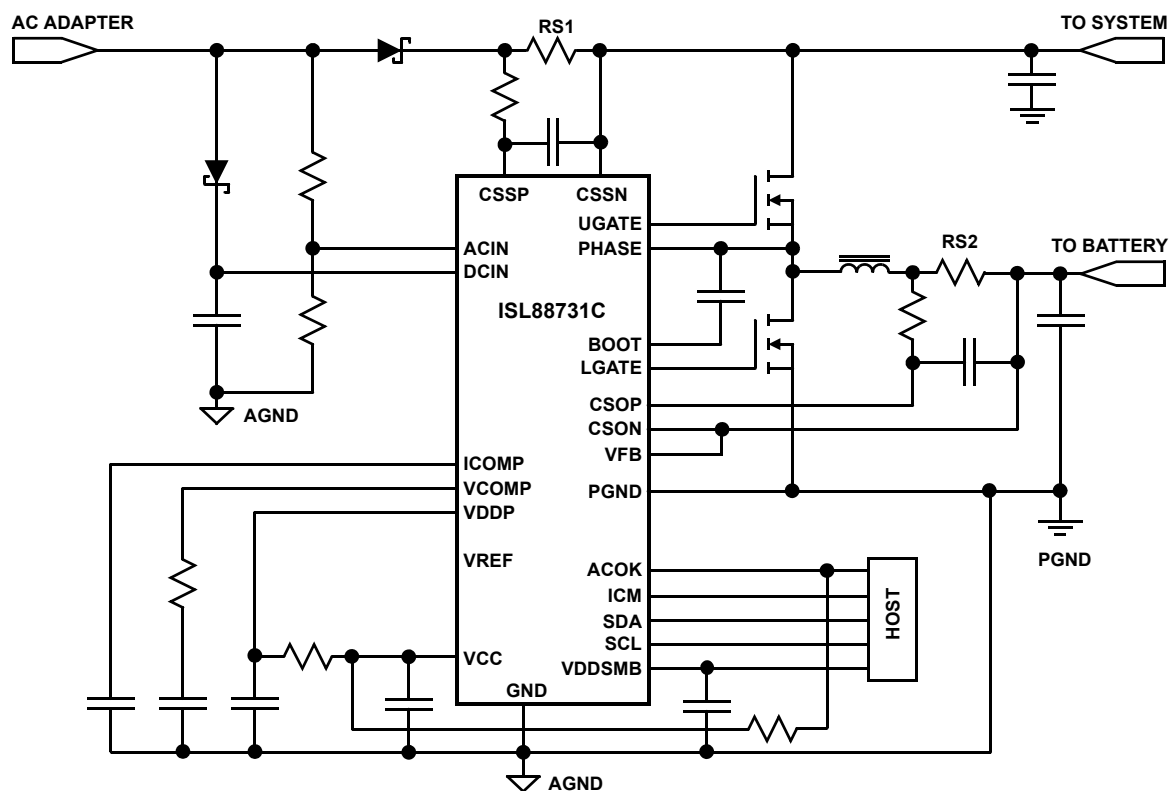 AC ADAPTER
RS1
TO SYSTEM
CSSP
CSSN
UGATE
PHASE
ACIN
DCIN
RS2
TO BATTERY
ISL88731C
BOOT
LGATE
AGND
CSOP
CSON
VFB
ICOMP
VCOMP
VDDP
PGND
VREF
PGND
ACOK
ICM
SDA
SCL
VDDSMB
HOST
VCC
GND
AGND